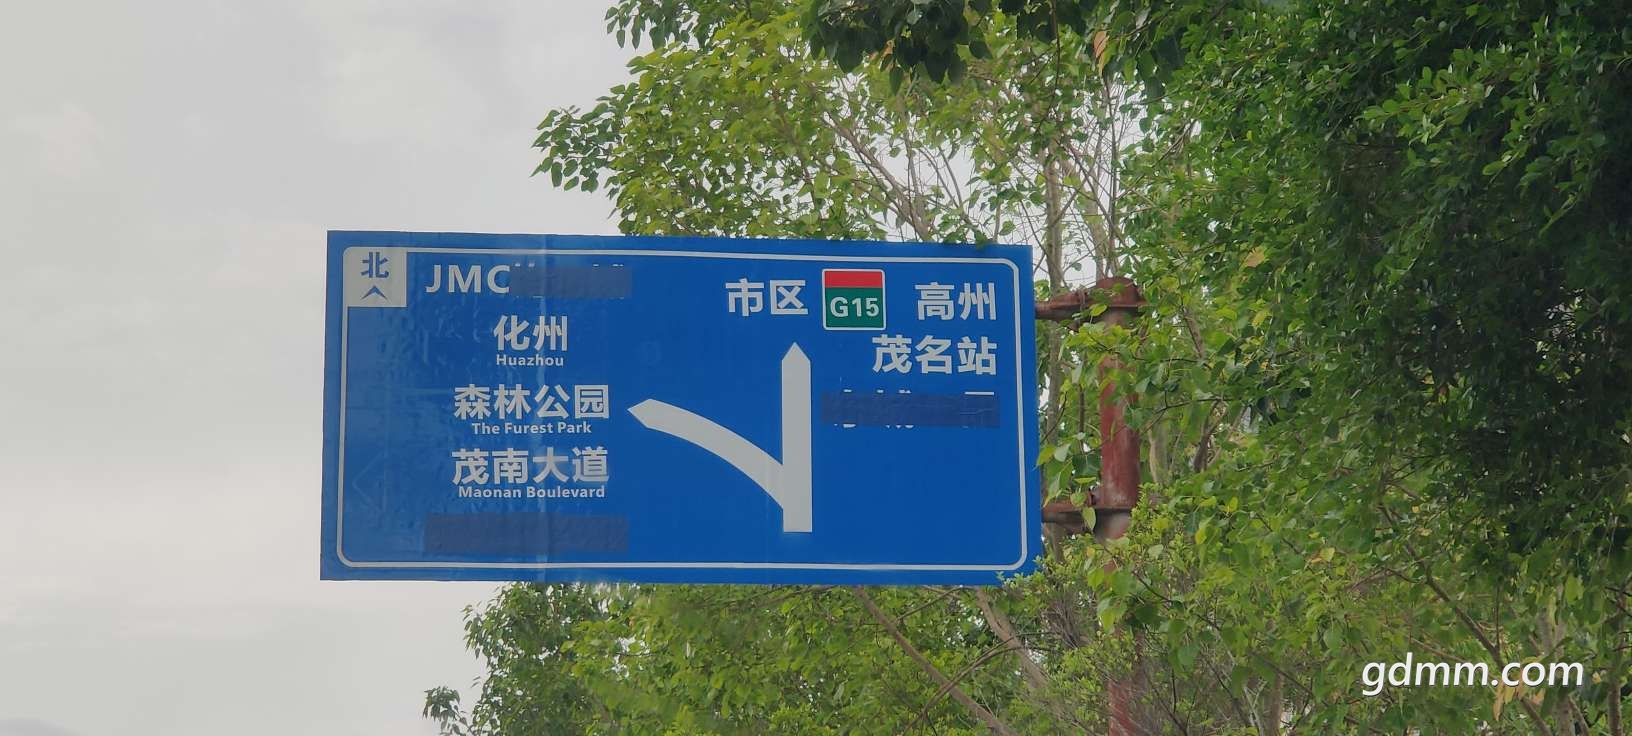 北
JMC
化州
Huazhou
森林公园
The Furest Park
茂南大道
Maonan Boulevard
市区 G15 高州
茂名站
gdmm.com